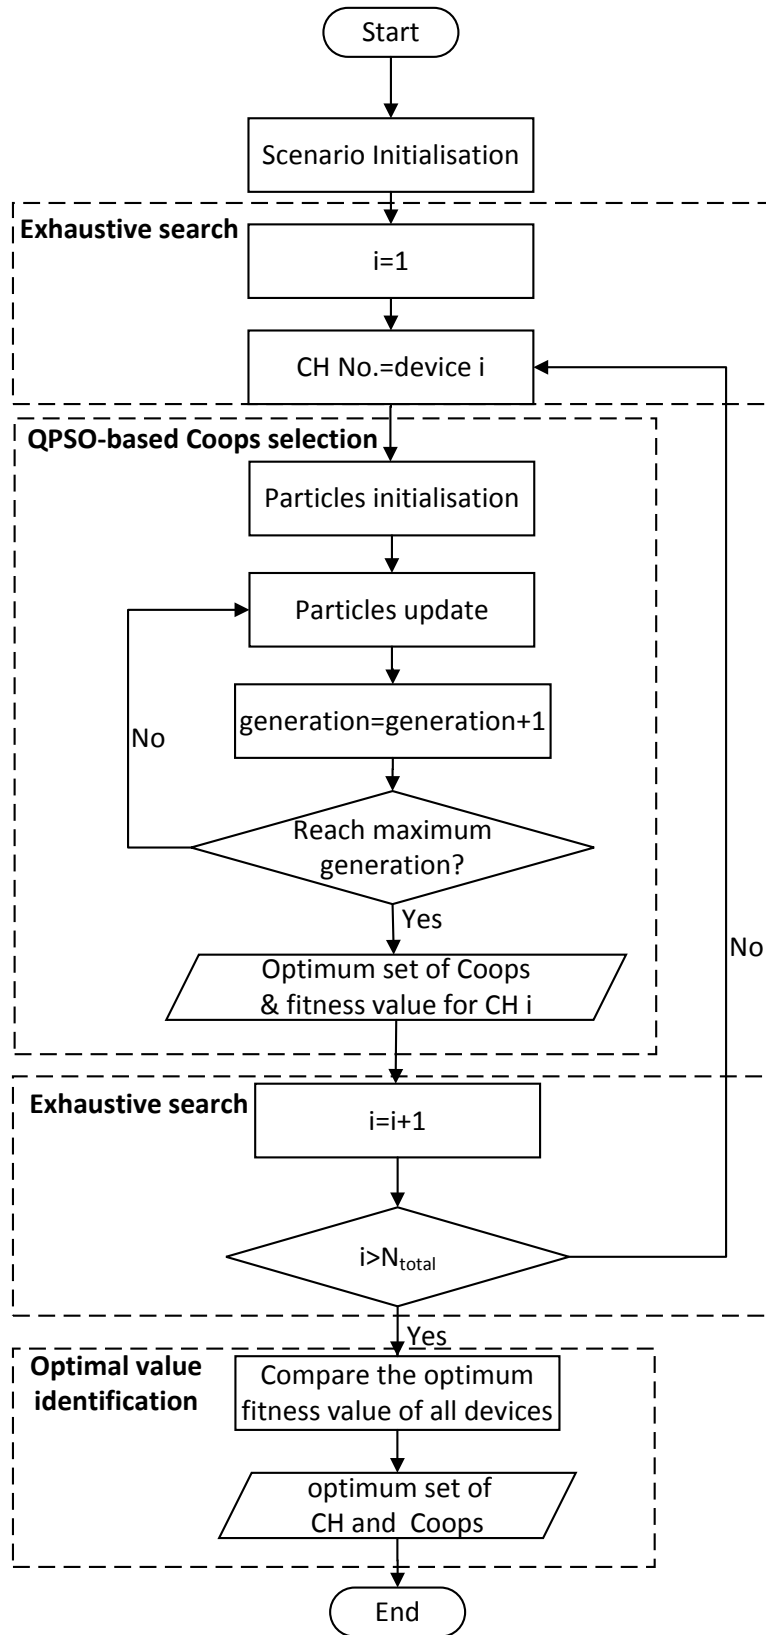 Start
Scenario Initialisation
Exhaustive search
i=1
CH No.=device i
QPSO-based Coops selection
Particles initialisation
Particles update
generation=generation+1
No
Reach maximum
generation?
Yes
No
Optimum set of Coops
& fitness value for CH i
Exhaustive search
i=i+1
i>Ntotal
Yes
Optimal value
identification
Compare the optimum
fitness value of all devices
optimum set of
CH and Coops
End